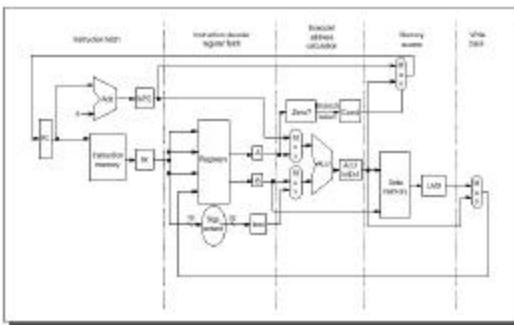 Instruction fetch
Instruction decode
register fetch
Execute/
address
calculation
Memory
access
Write
back
Add
NPC
4
PC
Instruction
memory
IR
Registers
A
B
16
Sign
extend
32
Imm
Zero?
Branch
taken
Cond
M
u
x
M
u
x
M
u
x
ALU
ALU
output
Data
memory
LMD
M
u
x